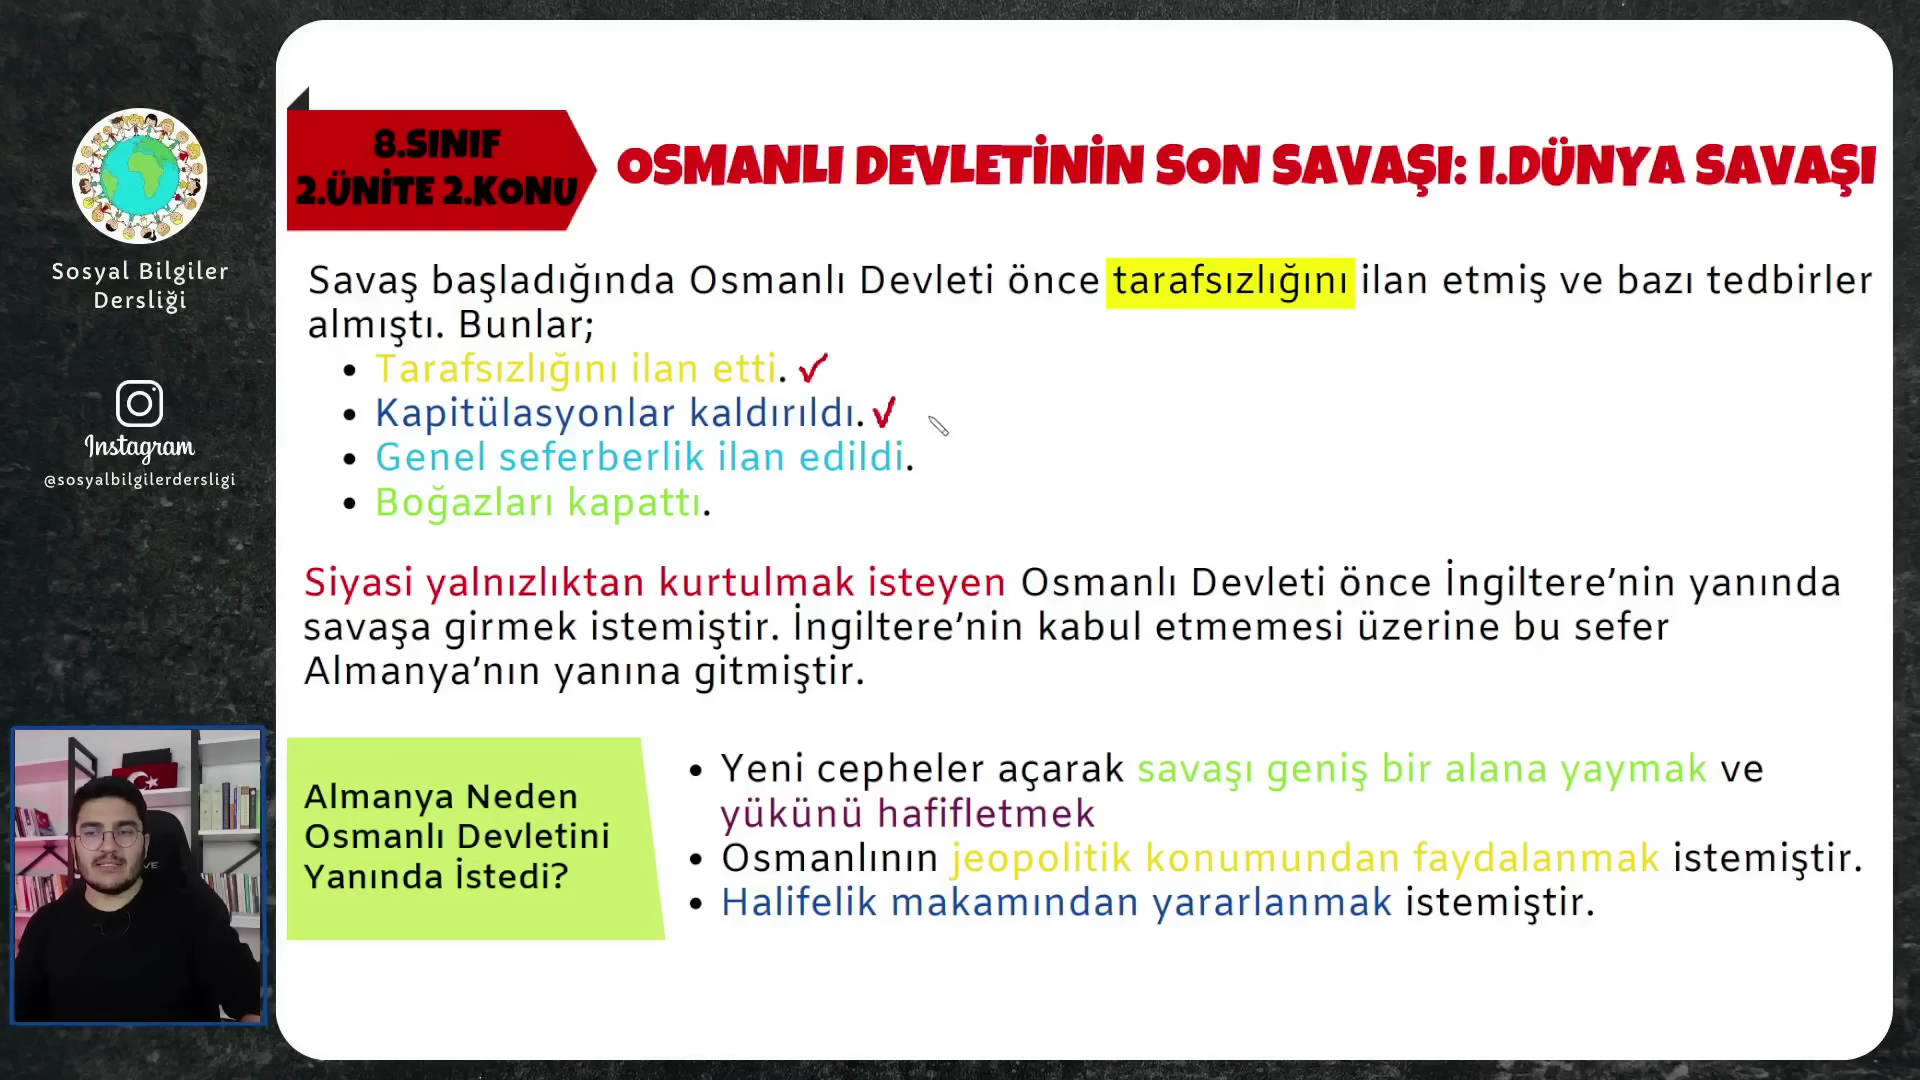 8.SINIF
2.ÜNİTE 2.KONU
OSMANLI DEVLETİNİN SON SAVAŞI: I.DÜNYA SAVAŞI
Sosyal Bilgiler
Dersliği
Instagram
@sosyalbilgilerdersligi
Savaş başladığında Osmanlı Devleti önce tarafsızlığını ilan etmiş ve bazı tedbirler
almıştı. Bunlar;
• Tarafsızlığını ilan etti.
• Kapitülasyonlar kaldırıldı.
• Genel seferberlik ilan edildi.
• Boğazları kapattı.
Siyasi yalnızlıktan kurtulmak isteyen Osmanlı Devleti önce İngiltere’nin yanında
savaşa girmek istemiştir. İngiltere’nin kabul etmemesi üzerine bu sefer
Almanya’nın yanına gitmiştir.
Almanya Neden
Osmanlı Devletini
Yanında İstedi?
• Yeni cepheler açarak savaşı geniş bir alana yaymak ve
yükünü hafifletmek
• Osmanlının jeopolitik konumundan faydalanmak istemiştir.
• Halifelik makamından yararlanmak istemiştir.